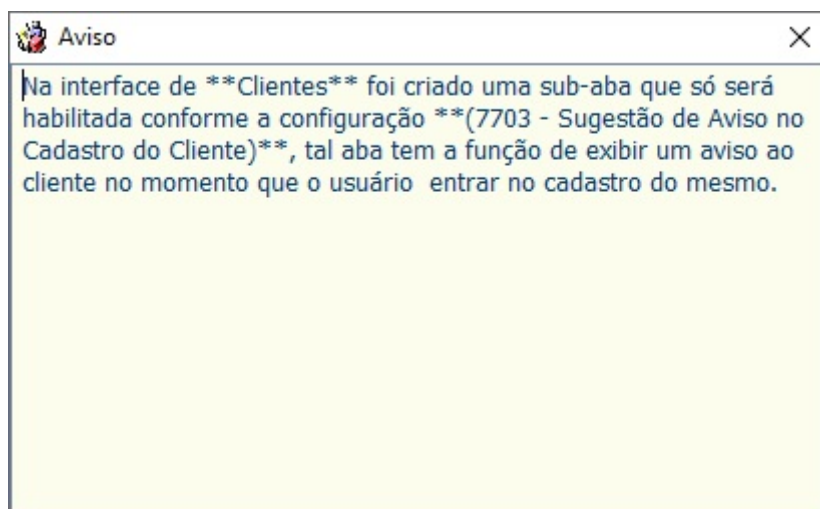 Aviso
Na interface de **Clientes** foi criado uma sub-aba que só será
habilitada conforme a configuração **(7703 - Sugestão de Aviso no
Cadastro do Cliente)**, tal aba tem a função de exibir um aviso ao
cliente no momento que o usuário  entrar no cadastro do mesmo.